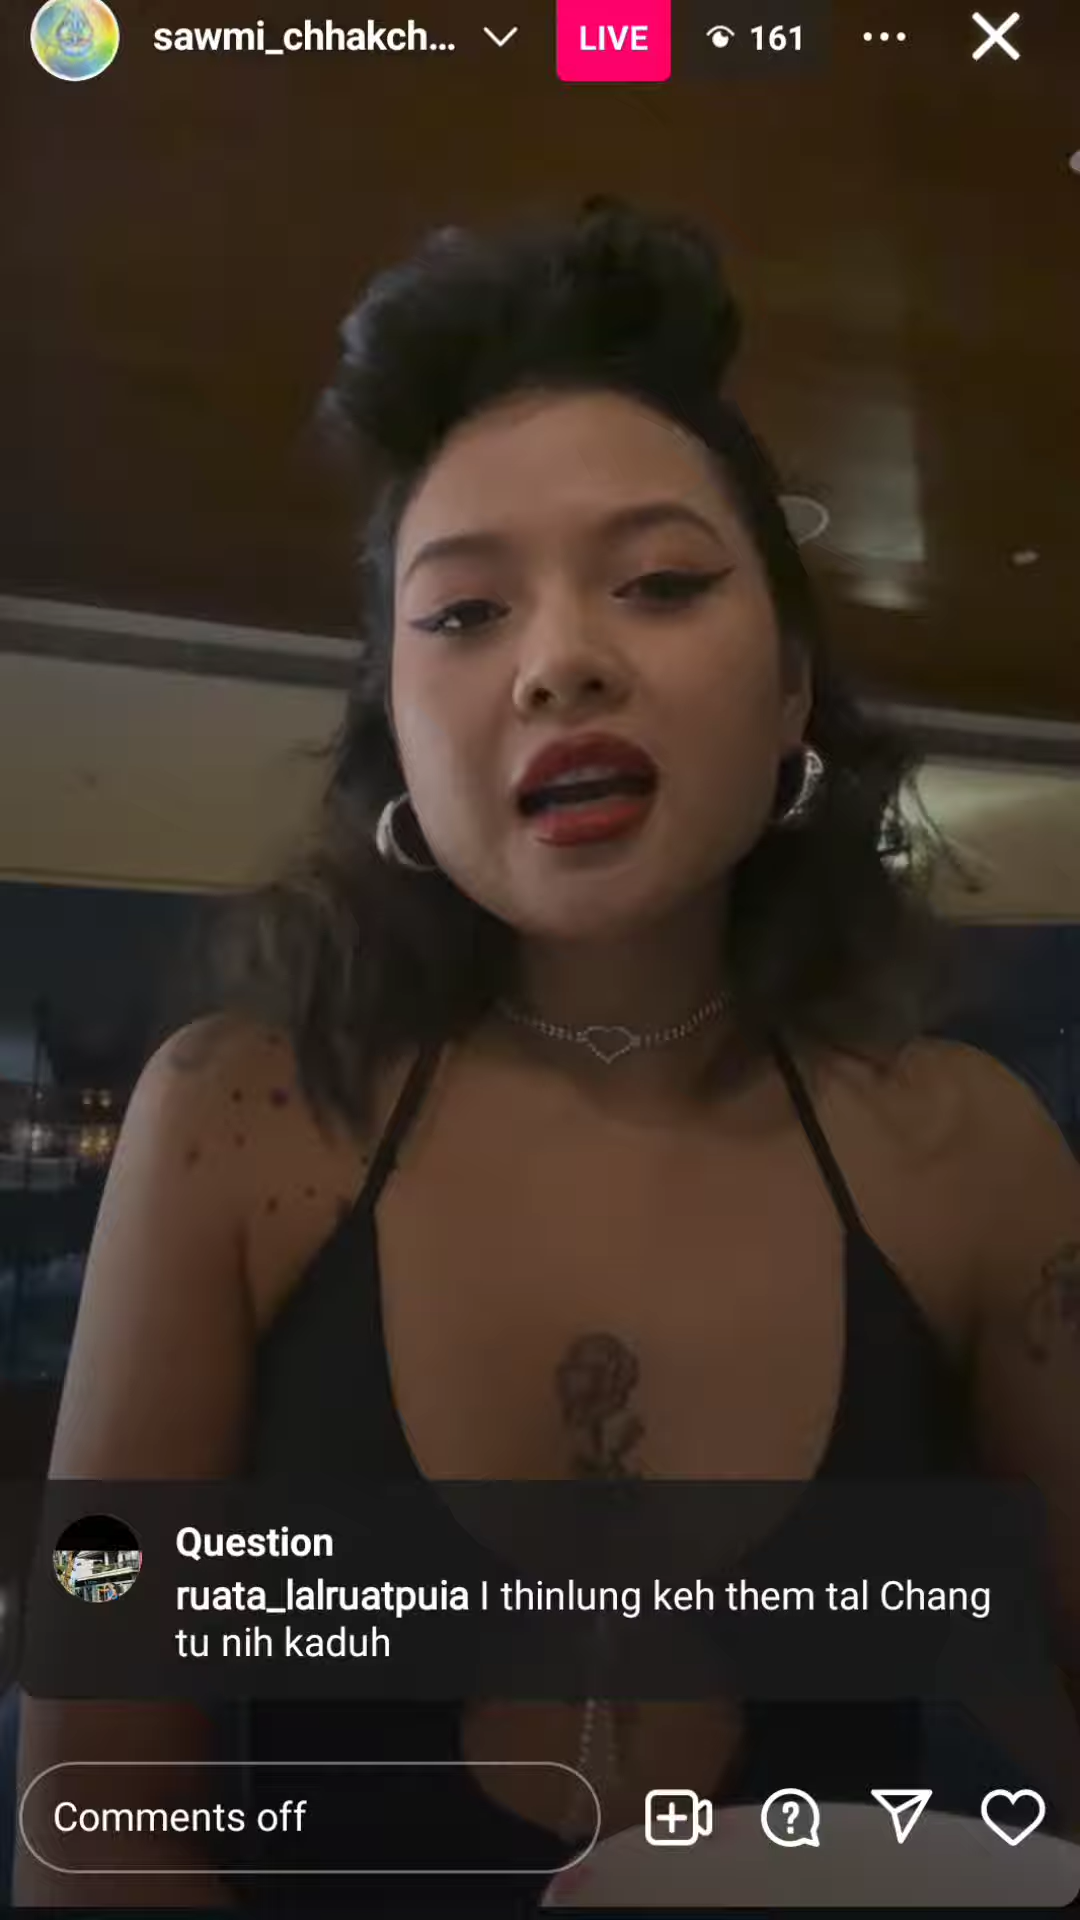 sawmi_chhakch...
LIVE
161
Question
ruata_lalruatpuia I thinlung keh them tal Chang
tu nih kaduh
Comments off